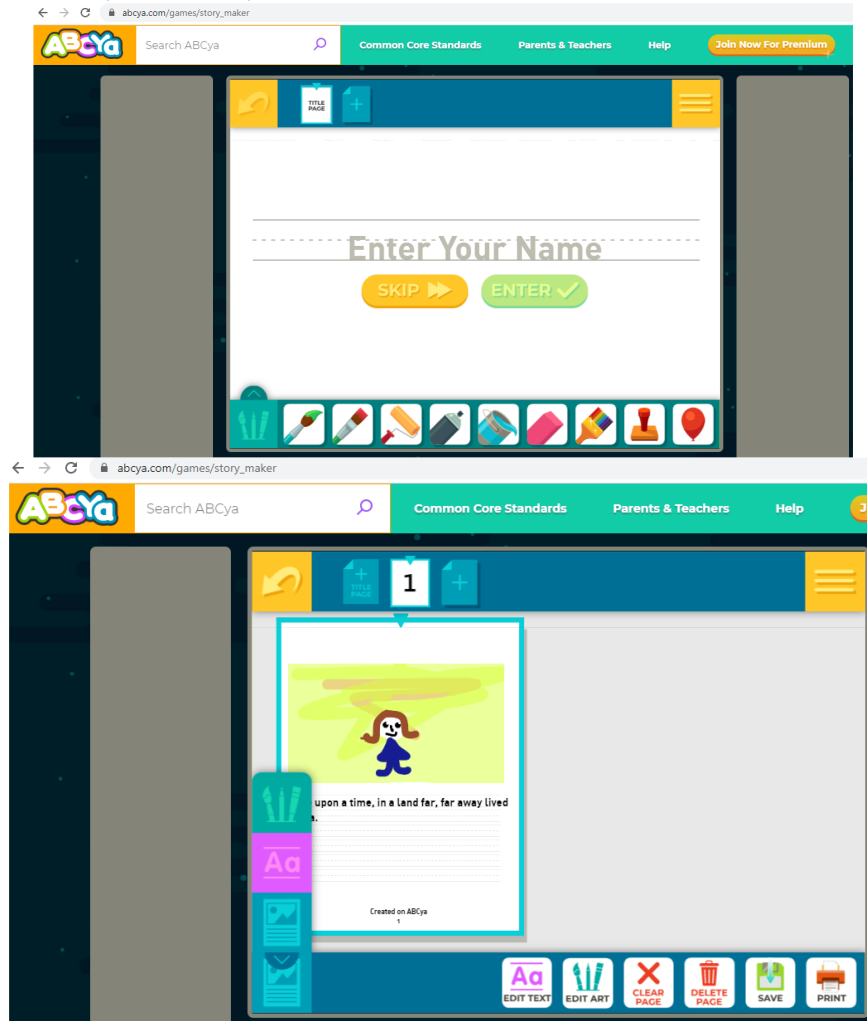 abcya.com/games/story_maker
ABCYa
Search ABCya
Common Core Standards
Parents & Teachers
Help
Join Now For Premium
TITLE
PAGE
Enter Your Name
SKIP
ENTER
abcya.com/games/story_maker
ABCYa
Search ABCya
Common Core Standards
Parents & Teachers
Help
J
TITLE
PAGE
1
upon a time, in a land far, far away lived
a.
Aa
Created on ABCya
1
Aa
EDIT TEXT
EDIT ART
CLEAR
PAGE
DELETE
PAGE
SAVE
PRINT